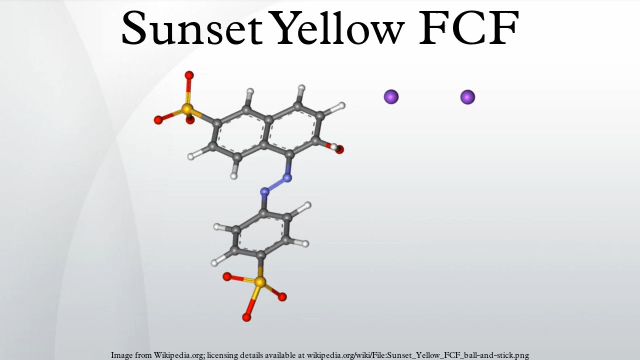 Sunset Yellow FCF
Image from Wikipedia.org; licensing details available at wikipedia.org/wiki/File:Sunset_Yellow_FCF_ball-and-stick.png